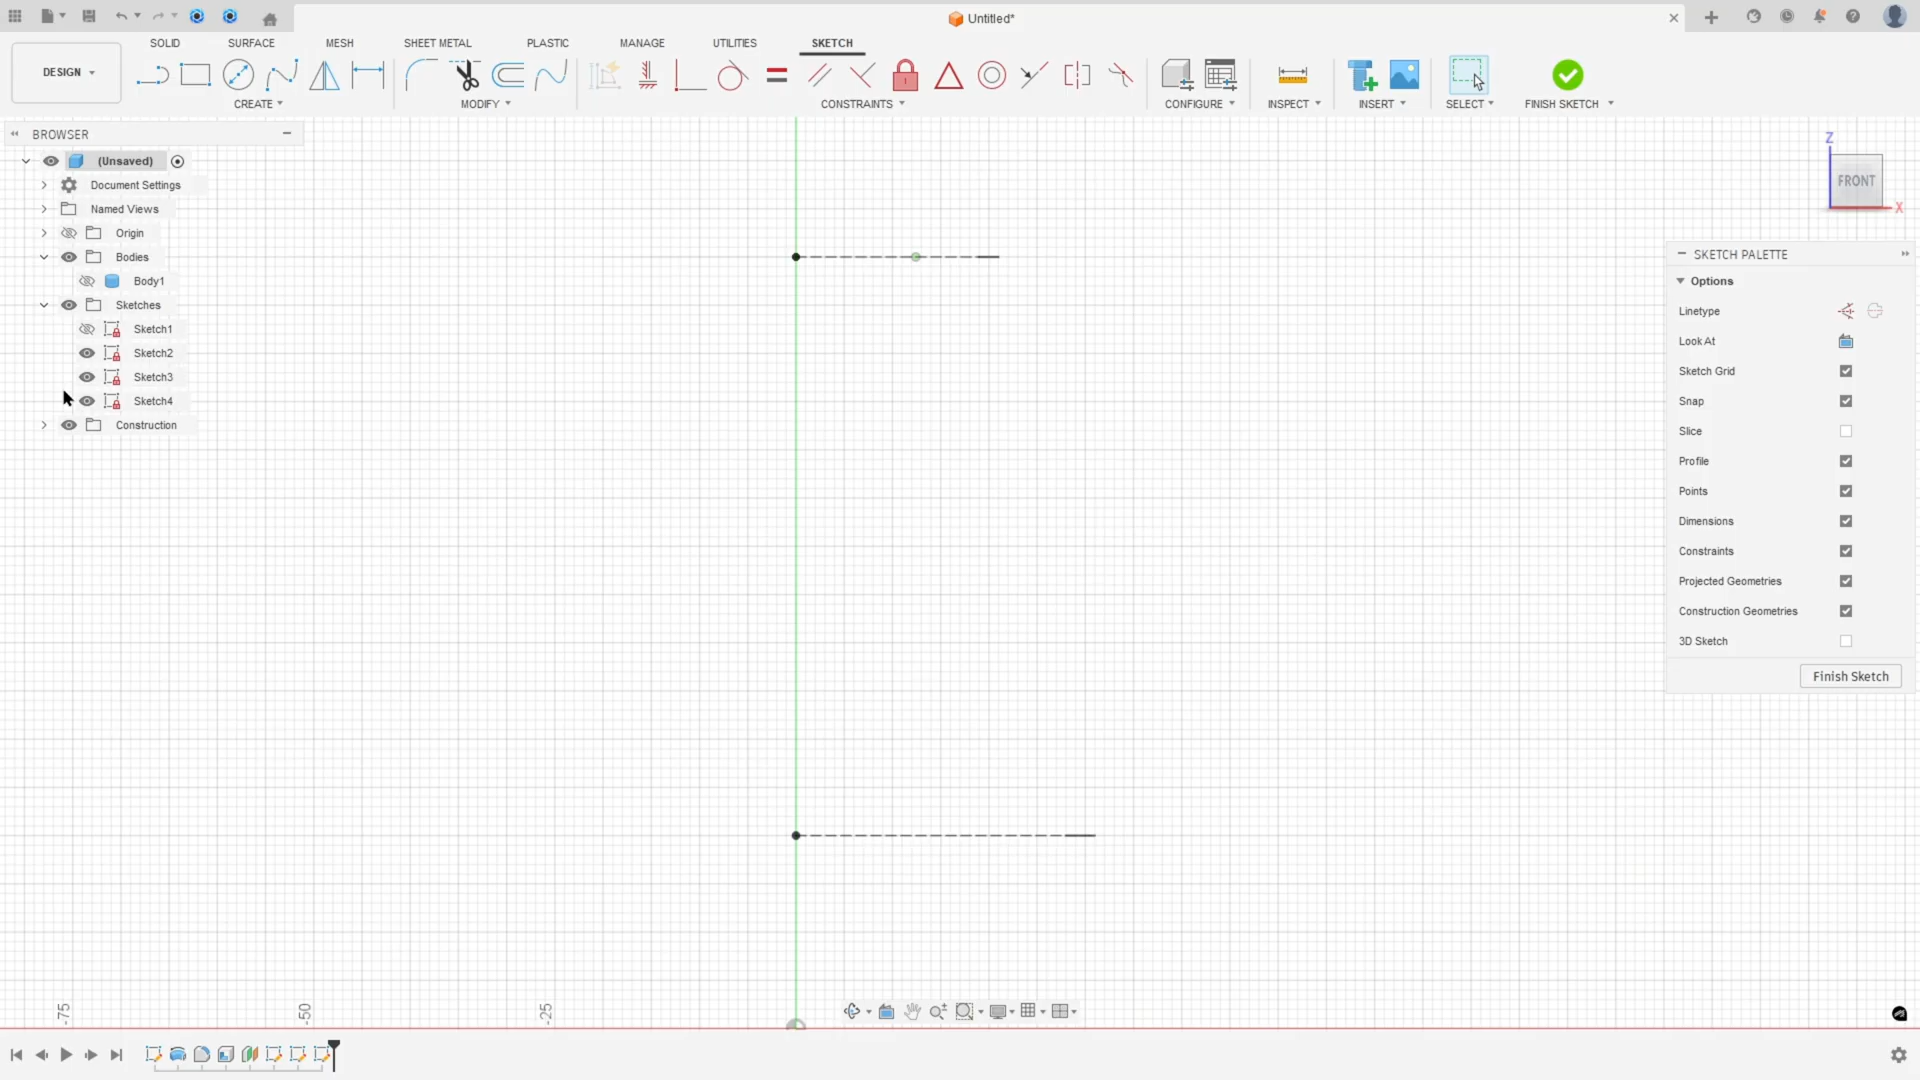 Untitled*
SOLID SURFACE MESH SHEET METAL PLASTIC MANAGE UTILITIES SKETCH
DESIGN
CREATE MODIFY CONSTRAINTS CONFIGURE INSPECT INSERT SELECT FINISH SKETCH
BROWSER
(Unsaved)
Document Settings
Named Views
Origin
Bodies
Body1
Sketches
Sketch1
Sketch2
Sketch3
Sketch4
Construction
Z
FRONT
X
SKETCH PALETTE
Options
Linetype
Look At
Sketch Grid
Snap
Slice
Profile
Points
Dimensions
Constraints
Projected Geometries
Construction Geometries
3D Sketch
Finish Sketch
-75 -50 -25